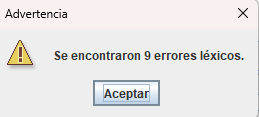 Advertencia
Se encontraron 9 errores léxicos.
Aceptar